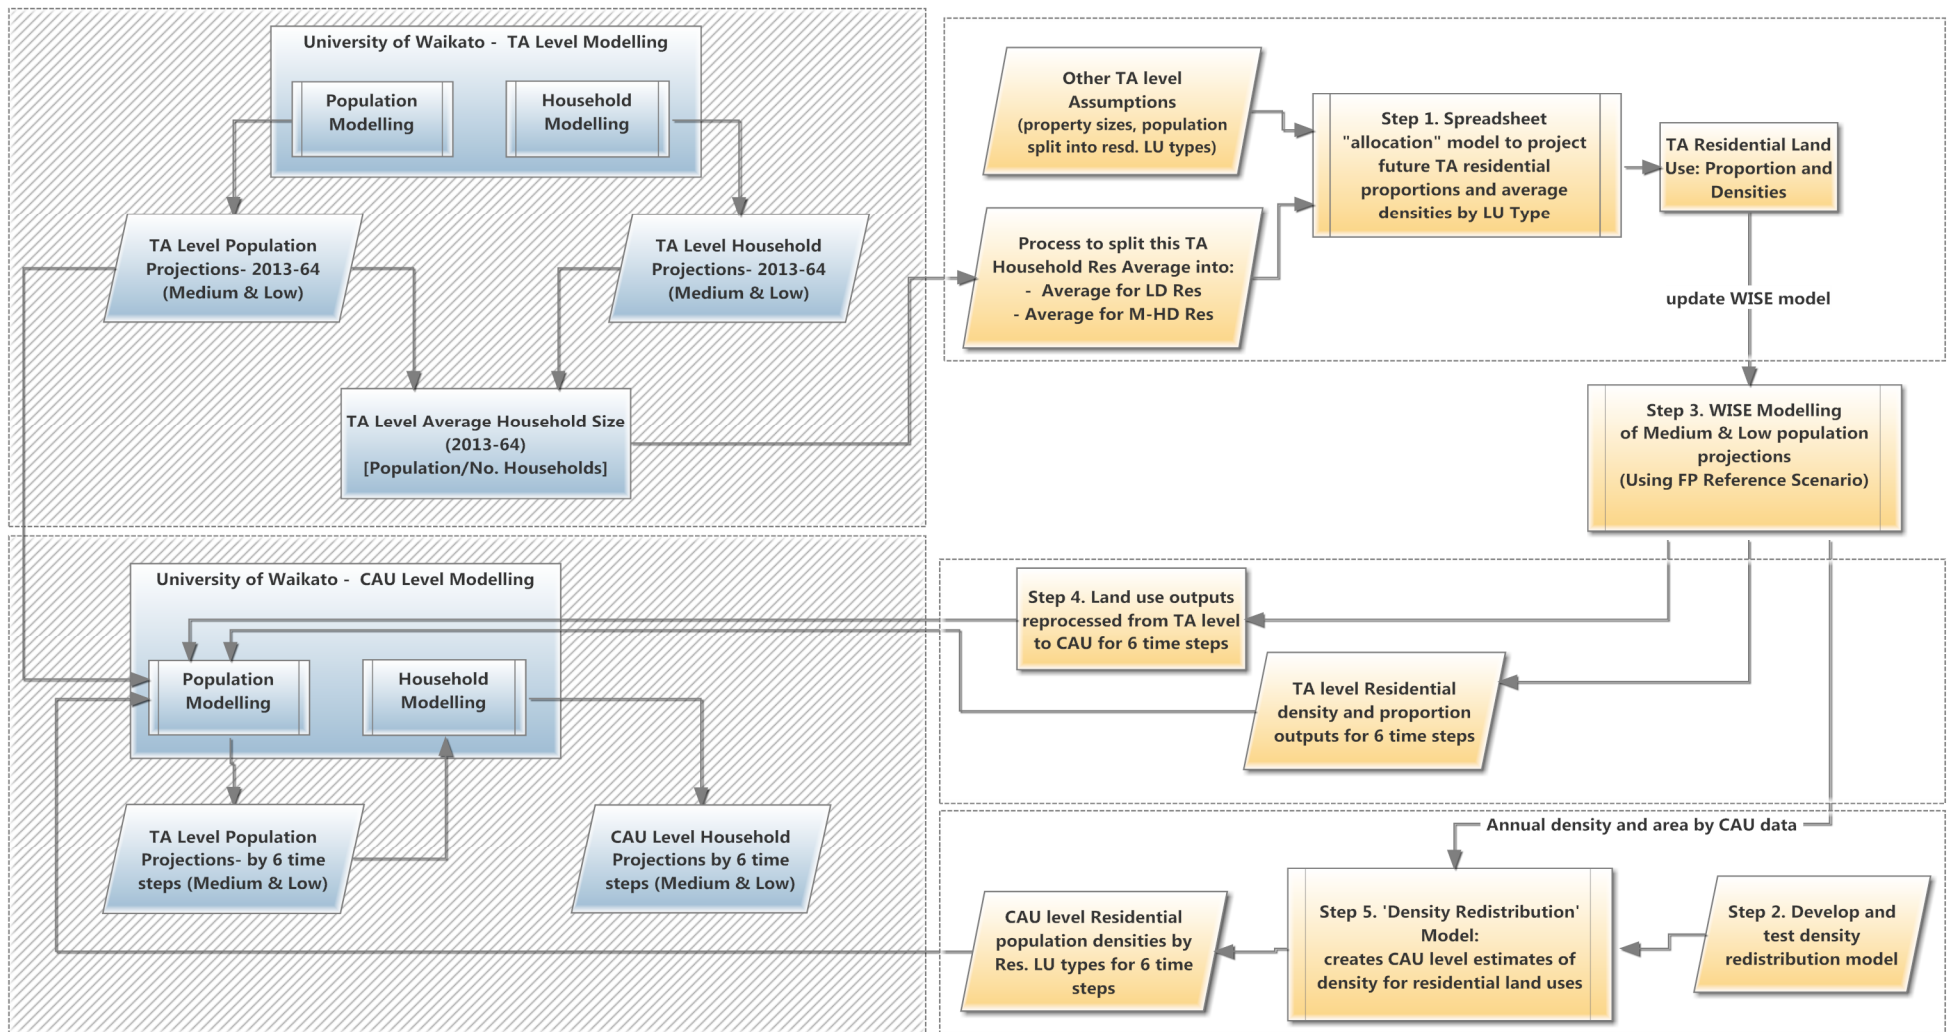 University of Waikato -  TA Level Modelling
Population
Modelling
Household
Modelling
TA Level Population
Projections- 2013-64
(Medium & Low)
TA Level Household
Projections- 2013-64
(Medium & Low)
TA Level Average Household Size
(2013-64)
[Population/No. Households]
Other TA level
Assumptions
(property sizes, population
split into resd. LU types)
Process to split this TA
Household Res Average into:
-  Average for LD Res
- Average for M-HD Res
Step 1. Spreadsheet
"allocation" model to project
future TA residential
proportions and average
densities by LU Type
TA Residential Land
Use: Proportion and
Densities
update WISE model
Step 3. WISE Modelling
of Medium & Low population
projections
(Using FP Reference Scenario)
University of Waikato -  CAU Level Modelling
Population
Modelling
Household
Modelling
TA Level Population
Projections- by 6 time
steps (Medium & Low)
CAU Level Household
Projections by 6 time
steps (Medium & Low)
Step 4. Land use outputs
reprocessed from TA level
to CAU for 6 time steps
TA level Residential
density and proportion
outputs for 6 time steps
Annual density and area by CAU data
CAU level Residential
population densities by
Res. LU types for 6 time
steps
Step 5. 'Density Redistribution'
Model:
creates CAU level estimates of
density for residential land uses
Step 2. Develop and
test density
redistribution model